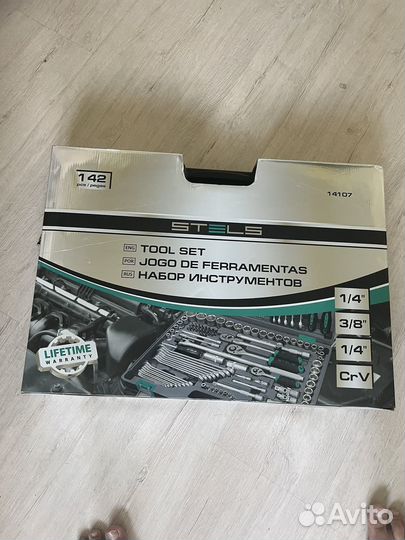 142
pcs / peças
14107
STELS
ENG TOOL SET
POR JOGO DE FERRAMENTAS
RUS НАБОР ИНСТРУМЕНТОВ
1/4"
3/8"
1/4"
CrV
LIFETIME
WARRANTY
Avito